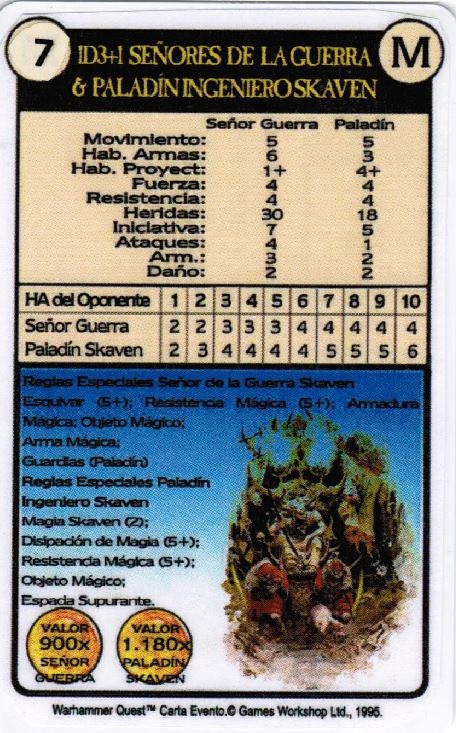 7
1D3+1 SEÑORES DE LA GUERRA
& PALADÍN INGENIERO SKAVEN
M
Señor Guerra Paladín
Movimiento: 5 5
Hab. Armas: 6 3
Hab. Proyect: 1+ 4+
Fuerza: 4 4
Resistencia: 4 4
Heridas: 30 18
Iniciativa: 7 5
Ataques: 4 1
Arm.: 3 2
Daño: 2 2
HA del Oponente 1 2 3 4 5 6 7 8 9 10
Señor Guerra 2 2 3 3 3 4 4 4 4 4
Paladín Skaven 2 3 4 4 4 4 5 5 5 6
Reglas Especiales Señor de la Guerra Skaven
Esquivar (5+); Resistencia Mágica (5+); Armadura
Mágica; Objeto Mágico;
Arma Mágica;
Guardias (Paladín)
Reglas Especiales Paladín
Ingeniero Skaven
Magia Skaven (2);
Disipación de Magia (5+);
Resistencia Mágica (5+);
Objeto Mágico;
Espada Supurante.
VALOR
900x
SEÑOR
GUERRA
VALOR
1.180x
PALADÍN
SKAVEN
Warhammer Quest™ Carta Evento.© Games Workshop Ltd., 1995.